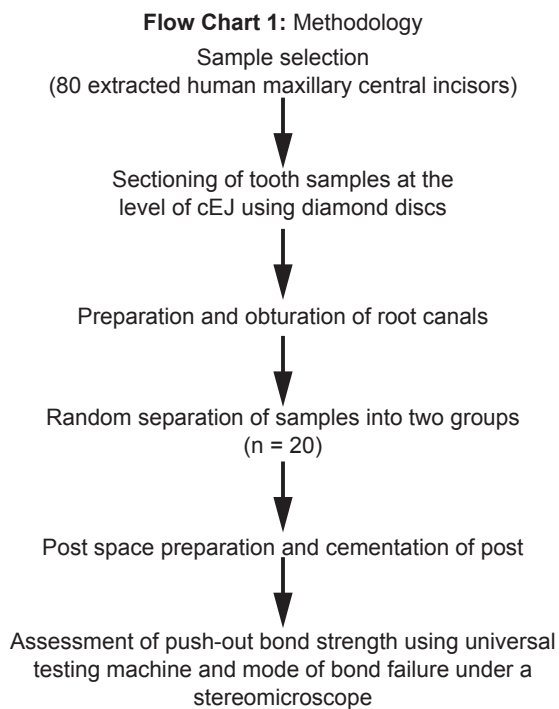 Flow Chart 1: Methodology
Sample selection
(80 extracted human maxillary central incisors)
Sectioning of tooth samples at the
level of cEJ using diamond discs
Preparation and obturation of root canals
Random separation of samples into two groups
(n = 20)
Post space preparation and cementation of post
Assessment of push-out bond strength using universal
testing machine and mode of bond failure under a
stereomicroscope